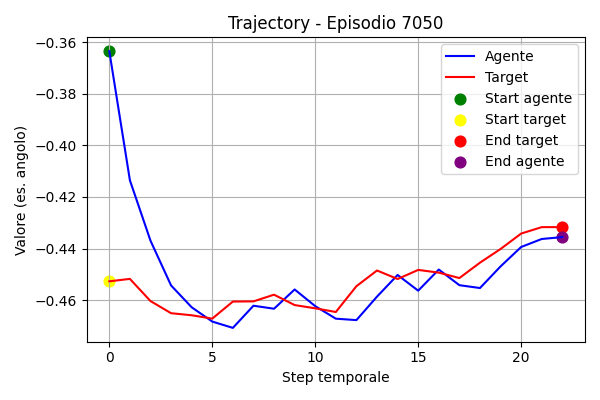 Trajectory - Episodio 7050
−0.36
−0.38
−0.40
−0.42
−0.44
−0.46
Valore (es. angolo)
Agente
Target
Start agente
Start target
End target
End agente
0 5 10 15 20
Step temporale